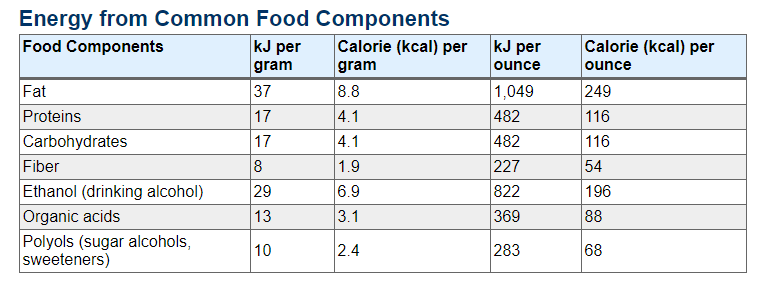 Energy from Common Food Components
Food Components kJ per gram Calorie (kcal) per gram kJ per ounce Calorie (kcal) per ounce
Fat 37 8.8 1,049 249
Proteins 17 4.1 482 116
Carbohydrates 17 4.1 482 116
Fiber 8 1.9 227 54
Ethanol (drinking alcohol) 29 6.9 822 196
Organic acids 13 3.1 369 88
Polyols (sugar alcohols, sweeteners) 10 2.4 283 68